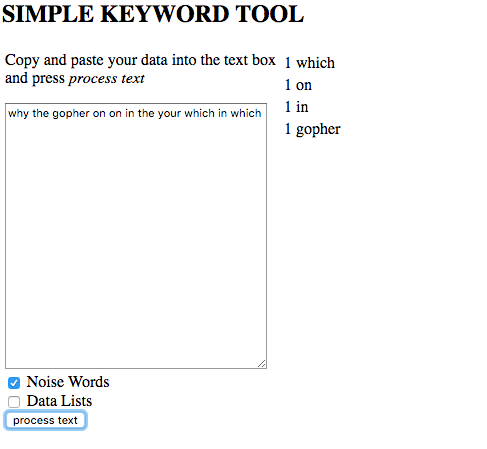 SIMPLE KEYWORD TOOL
Copy and paste your data into the text box
and press process text
why the gopher on on in the your which in which
Noise Words
Data Lists
process text
1 which
1 on
1 in
1 gopher